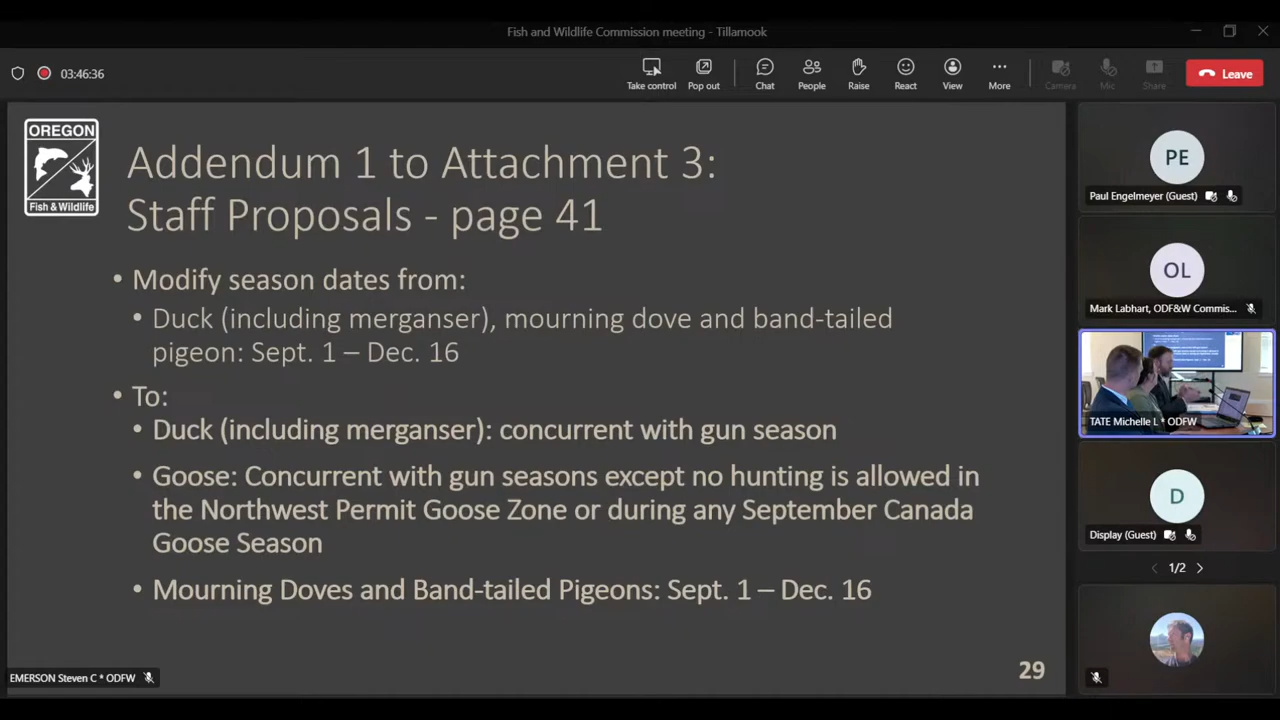 Fish and Wildlife Commission meeting - Tillamook
03:46:36
Take control
Pop out
Chat
People
Raise
React
View
More
Camera
Mic
Share
Leave
OREGON
Fish & Wildlife
Addendum 1 to Attachment 3:
Staff Proposals - page 41
• Modify season dates from:
• Duck (including merganser), mourning dove and band-tailed
pigeon: Sept. 1 – Dec. 16
• To:
• Duck (including merganser): concurrent with gun season
• Goose: Concurrent with gun seasons except no hunting is allowed in
the Northwest Permit Goose Zone or during any September Canada
Goose Season
• Mourning Doves and Band-tailed Pigeons: Sept. 1 – Dec. 16
29
EMERSON Steven C * ODFW
PE
Paul Engelmeyer (Guest)
OL
Mark Labhart, ODF&W Commis...
TATE Michelle L * ODFW
D
Display (Guest)
1/2